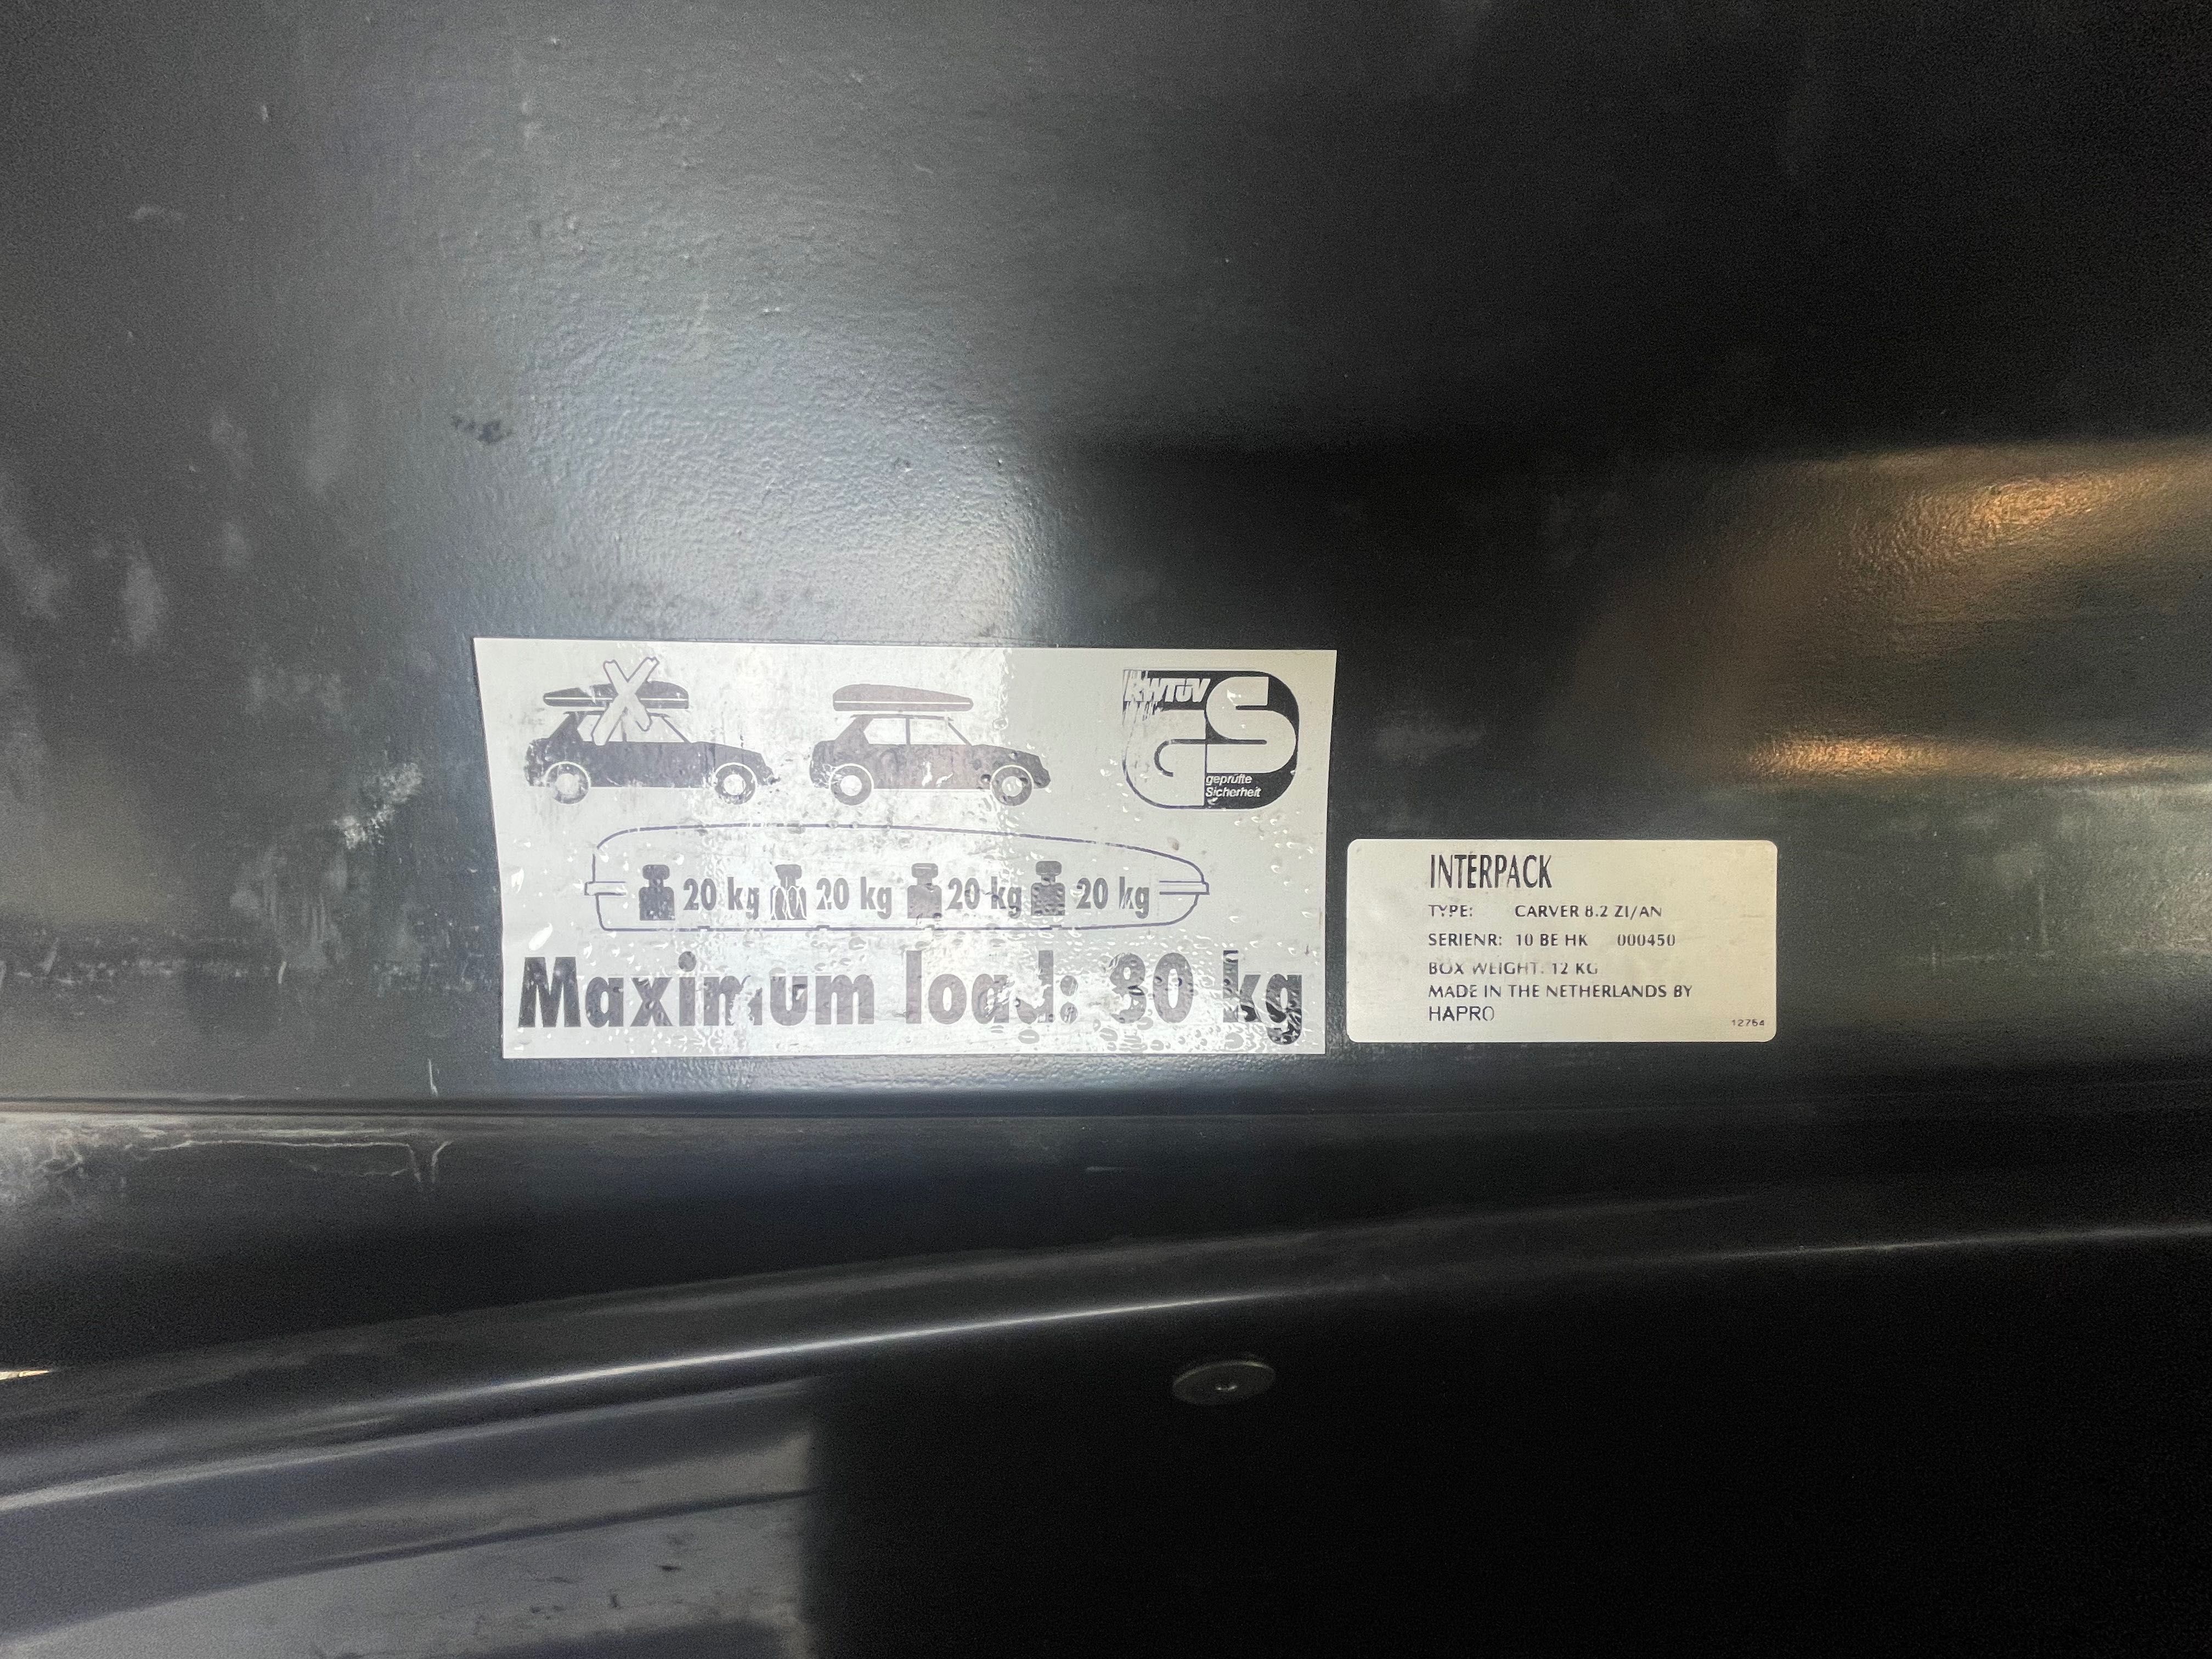 RWTÜV
GS
geprüfte
Sicherheit
20 kg 20 kg 20 kg 20 kg
Maximum load: 80 kg
INTERPACK
TYPE: CARVER 8.2 ZI/AN
SERIENR: 10 BE HK 000450
BOX WEIGHT: 12 KG
MADE IN THE NETHERLANDS BY
HAPRO
12754